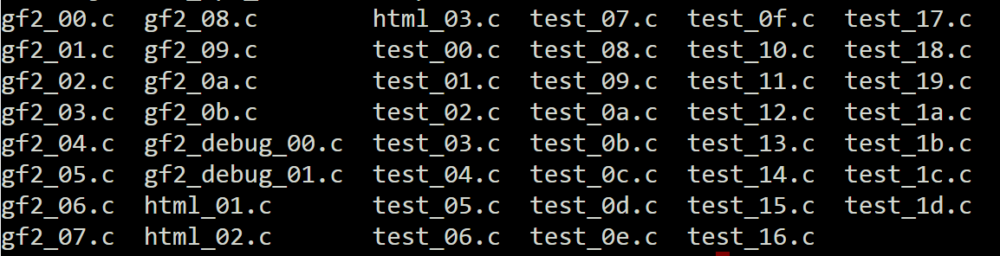 gf2_00.c gf2_08.c html_03.c test_07.c test_0f.c test_17.c
gf2_01.c gf2_09.c test_00.c test_08.c test_10.c test_18.c
gf2_02.c gf2_0a.c test_01.c test_09.c test_11.c test_19.c
gf2_03.c gf2_0b.c test_02.c test_0a.c test_12.c test_1a.c
gf2_04.c gf2_debug_00.c test_03.c test_0b.c test_13.c test_1b.c
gf2_05.c gf2_debug_01.c test_04.c test_0c.c test_14.c test_1c.c
gf2_06.c html_01.c test_05.c test_0d.c test_15.c test_1d.c
gf2_07.c html_02.c test_06.c test_0e.c test_16.c